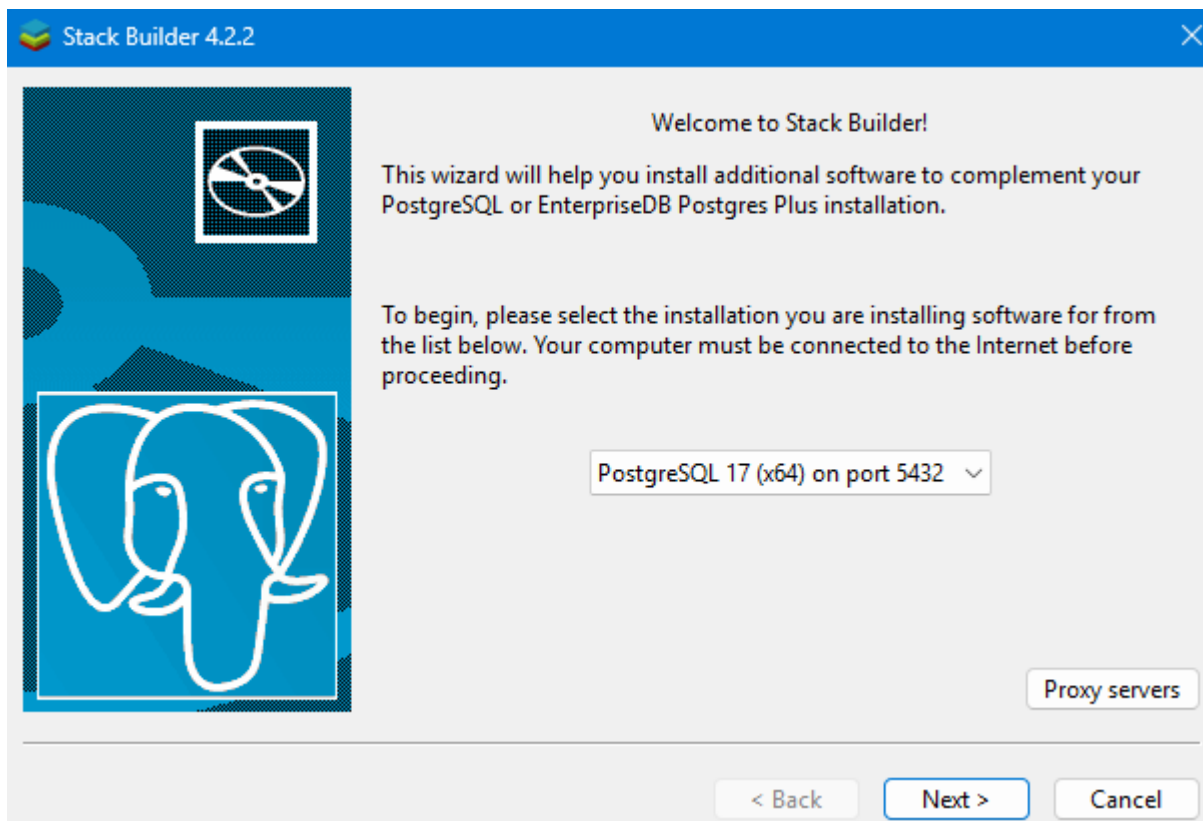 Stack Builder 4.2.2
Welcome to Stack Builder!
This wizard will help you install additional software to complement your
PostgreSQL or EnterpriseDB Postgres Plus installation.
To begin, please select the installation you are installing software for from
the list below. Your computer must be connected to the Internet before
proceeding.
PostgreSQL 17 (x64) on port 5432
Proxy servers
< Back
Next >
Cancel